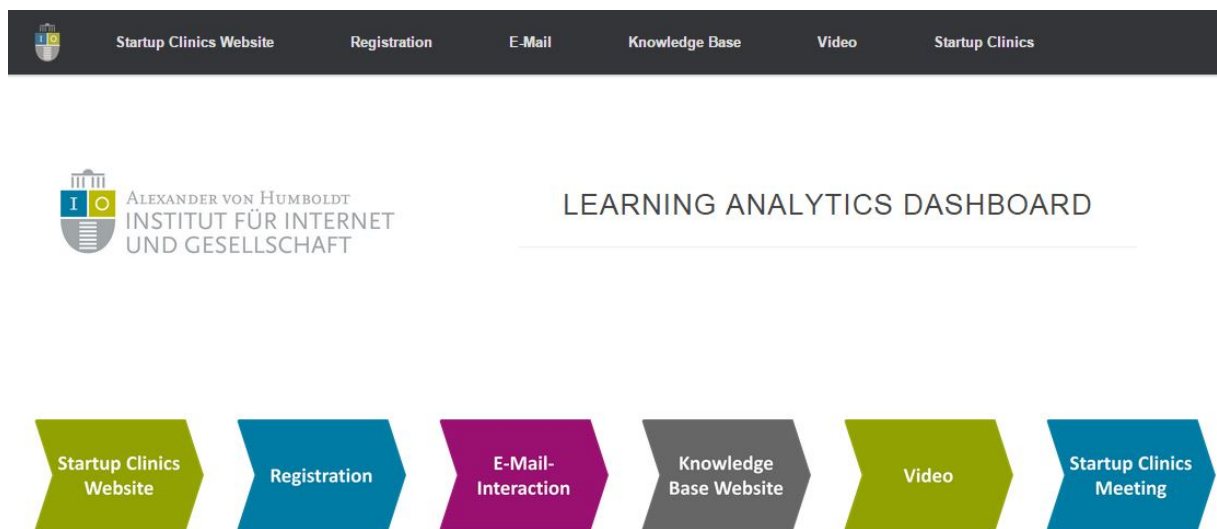 Startup Clinics Website Registration E-Mail Knowledge Base Video Startup Clinics
I O
ALEXANDER VON HUMBOLDT
INSTITUT FÜR INTERNET
UND GESELLSCHAFT
LEARNING ANALYTICS DASHBOARD
Startup Clinics
Website
Registration
E-Mail-
Interaction
Knowledge
Base Website
Video
Startup Clinics
Meeting